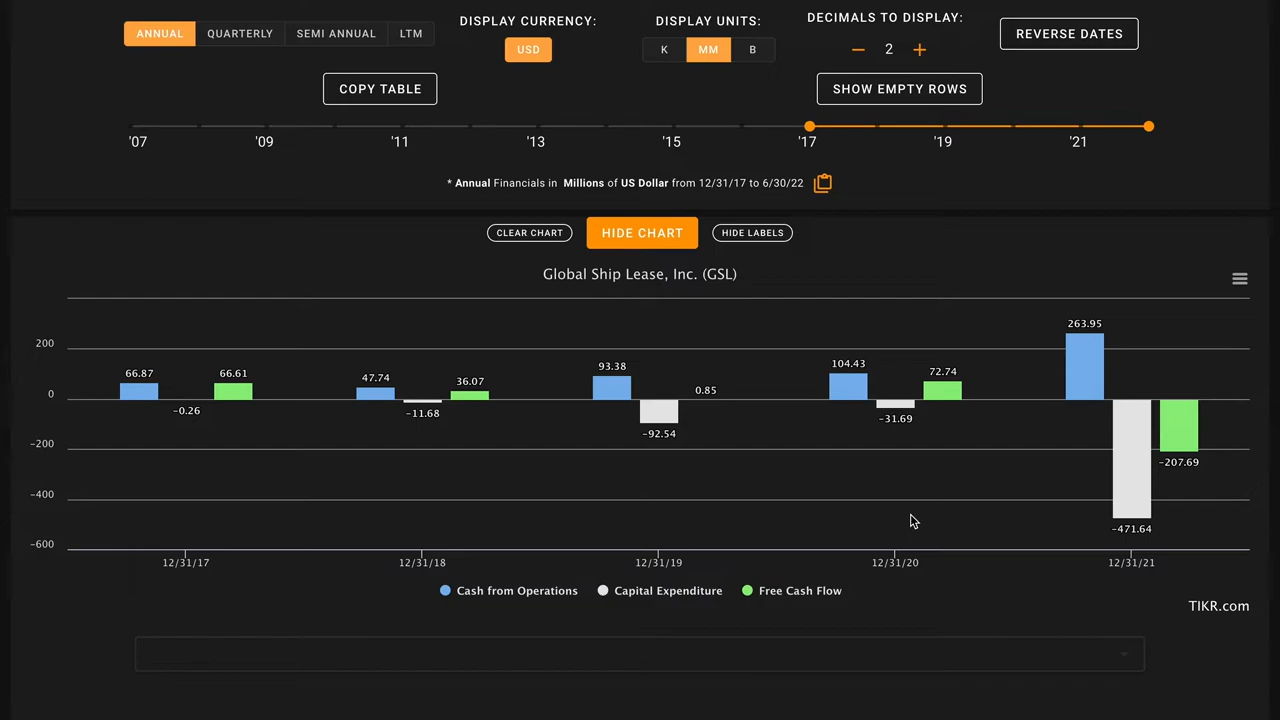 ANNUAL QUARTERLY SEMI ANNUAL LTM
DISPLAY CURRENCY:
USD
DISPLAY UNITS:
K MM B
DECIMALS TO DISPLAY:
− 2 +
REVERSE DATES
COPY TABLE
SHOW EMPTY ROWS
'07 '09 '11 '13 '15 '17 '19 '21
* Annual Financials in Millions of US Dollar from 12/31/17 to 6/30/22
CLEAR CHART HIDE CHART HIDE LABELS
Global Ship Lease, Inc. (GSL)
200
0
−200
−400
−600
66.87 −0.26 66.61
47.74 −11.68 36.07
93.38 −92.54 0.85
104.43 −31.69 72.74
263.95 −471.64 −207.69
12/31/17 12/31/18 12/31/19 12/31/20 12/31/21
Cash from Operations Capital Expenditure Free Cash Flow
TIKR.com